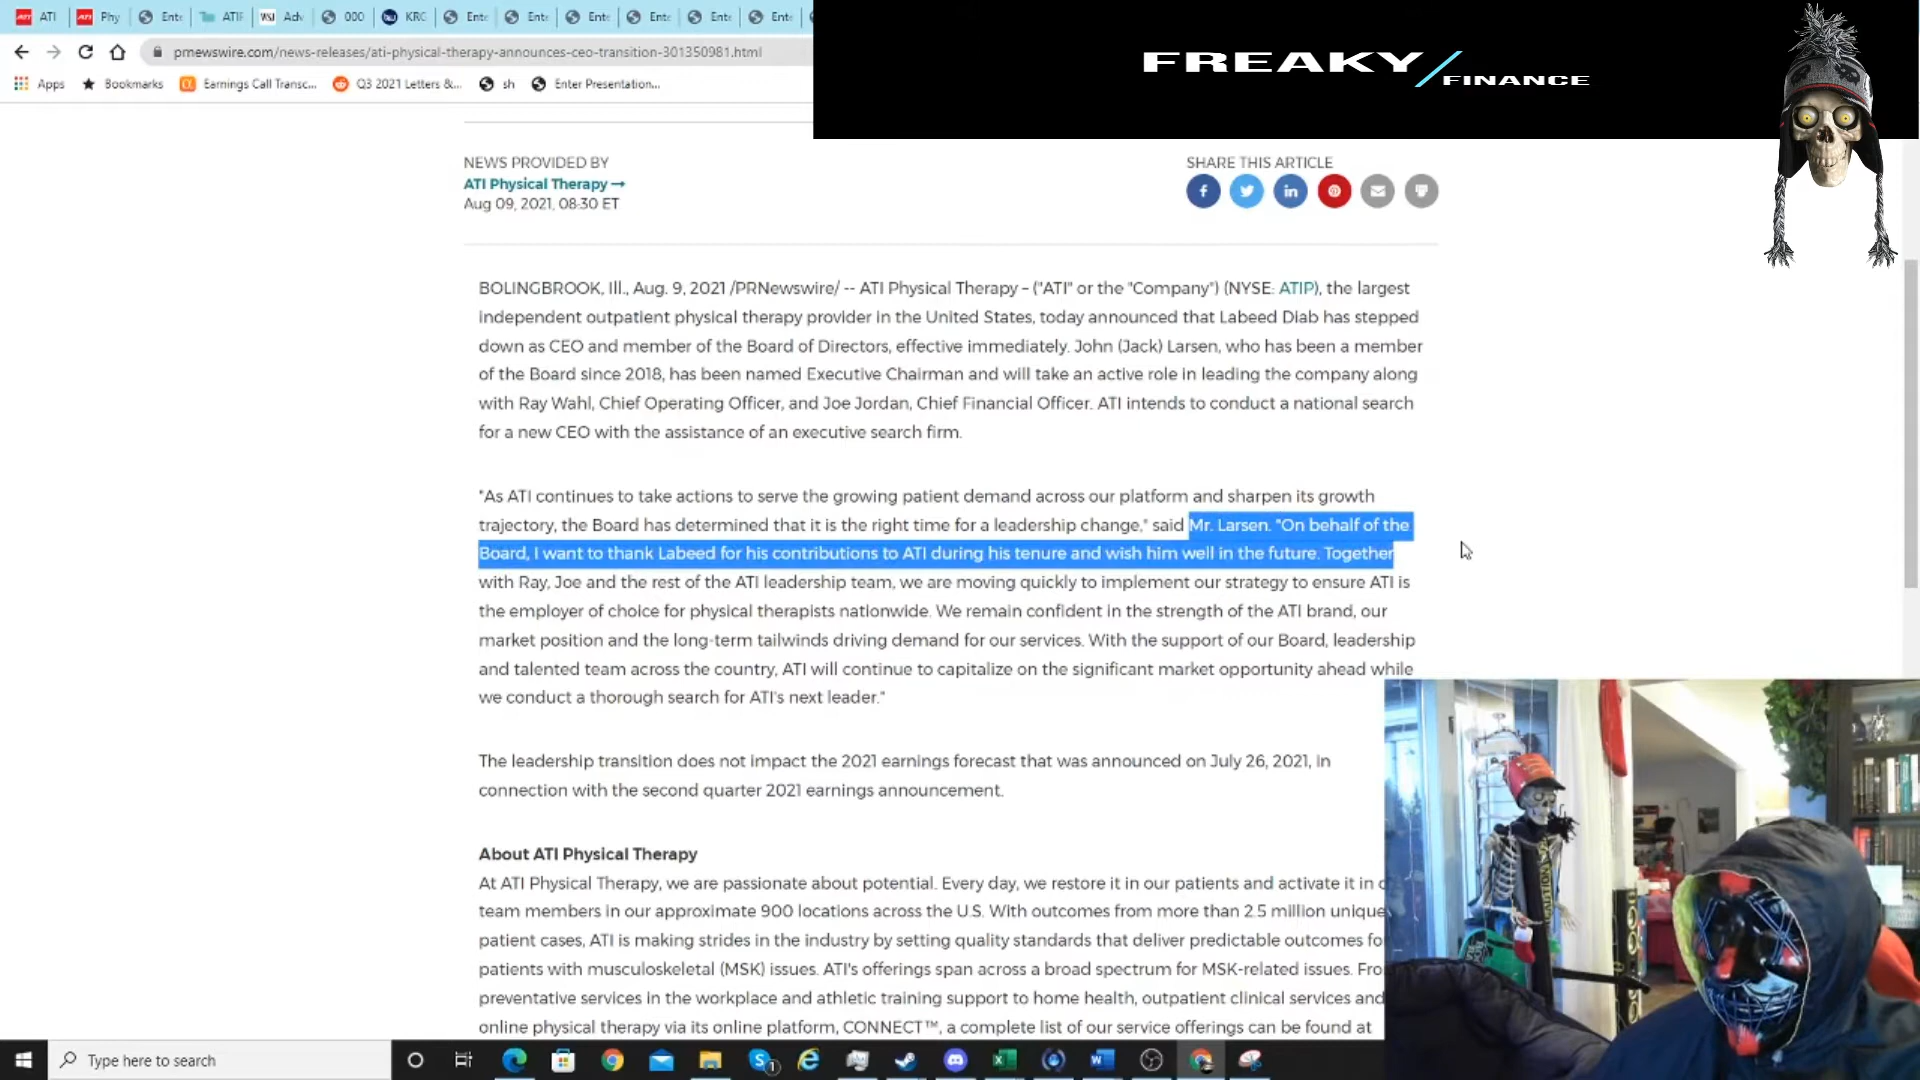 ATI
Phy
Ente
ATIF
WSJ
Adv
000
KRC
Ente
Ente
Ente
Ente
Ente
Ente
prnewswire.com/news-releases/ati-physical-therapy-announces-ceo-transition-301350981.html
Apps
Bookmarks
Earnings Call Transc...
Q3 2021 Letters &...
sh
Enter Presentation...
FREAKY/FINANCE
NEWS PROVIDED BY
ATI Physical Therapy →
Aug 09, 2021, 08:30 ET
SHARE THIS ARTICLE
BOLINGBROOK, Ill., Aug. 9, 2021 /PRNewswire/ -- ATI Physical Therapy – ("ATI" or the "Company") (NYSE: ATIP), the largest
independent outpatient physical therapy provider in the United States, today announced that Labeed Diab has stepped
down as CEO and member of the Board of Directors, effective immediately. John (Jack) Larsen, who has been a member
of the Board since 2018, has been named Executive Chairman and will take an active role in leading the company along
with Ray Wahl, Chief Operating Officer, and Joe Jordan, Chief Financial Officer. ATI intends to conduct a national search
for a new CEO with the assistance of an executive search firm.
"As ATI continues to take actions to serve the growing patient demand across our platform and sharpen its growth
trajectory, the Board has determined that it is the right time for a leadership change," said Mr. Larsen. "On behalf of the
Board, I want to thank Labeed for his contributions to ATI during his tenure and wish him well in the future. Together
with Ray, Joe and the rest of the ATI leadership team, we are moving quickly to implement our strategy to ensure ATI is
the employer of choice for physical therapists nationwide. We remain confident in the strength of the ATI brand, our
market position and the long-term tailwinds driving demand for our services. With the support of our Board, leadership
and talented team across the country, ATI will continue to capitalize on the significant market opportunity ahead while
we conduct a thorough search for ATI's next leader."
The leadership transition does not impact the 2021 earnings forecast that was announced on July 26, 2021, in
connection with the second quarter 2021 earnings announcement.
About ATI Physical Therapy
At ATI Physical Therapy, we are passionate about potential. Every day, we restore it in our patients and activate it in
team members in our approximate 900 locations across the U.S. With outcomes from more than 2.5 million unique
patient cases, ATI is making strides in the industry by setting quality standards that deliver predictable outcomes fo
patients with musculoskeletal (MSK) issues. ATI's offerings span across a broad spectrum for MSK-related issues. Fro
preventative services in the workplace and athletic training support to home health, outpatient clinical services and
online physical therapy via its online platform, CONNECT™, a complete list of our service offerings can be found at
Type here to search